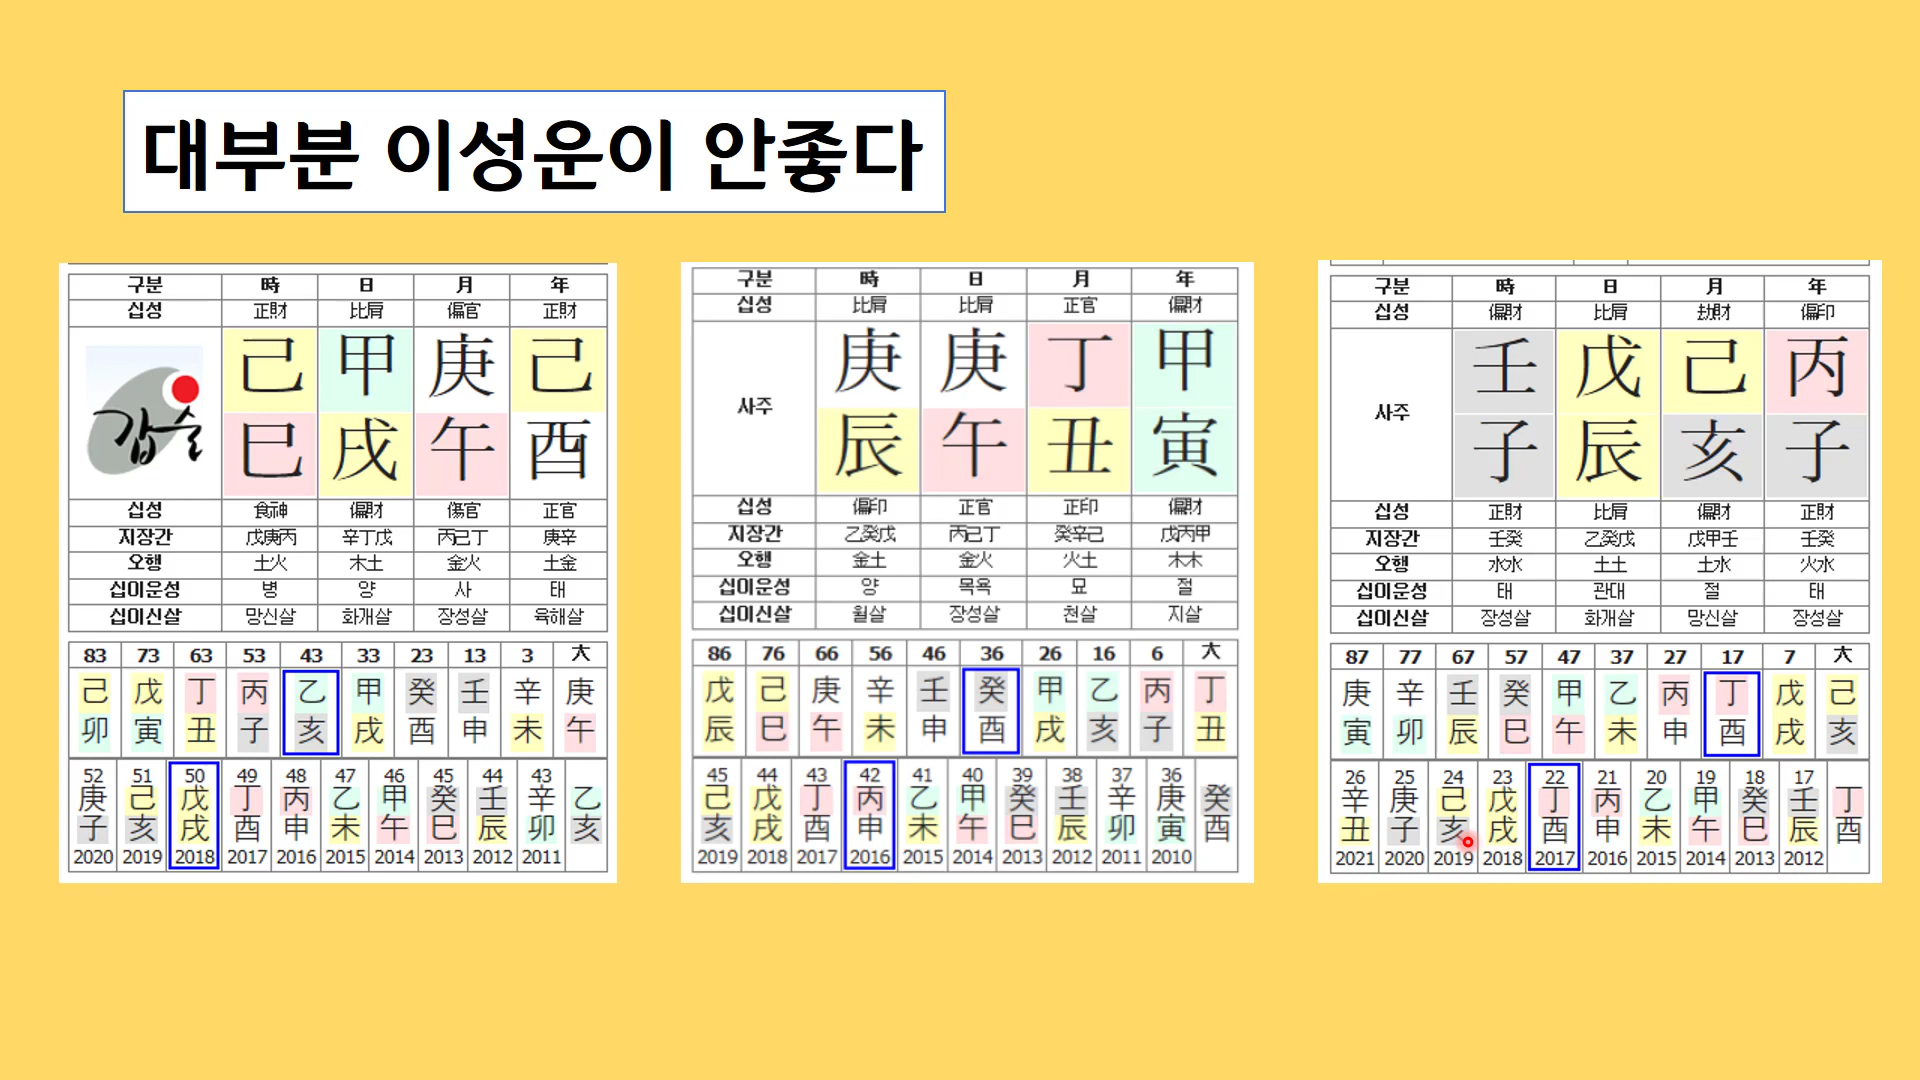 대부분 이성운이 안좋다
구분 時 日 月 年
십성 正財 比肩 偏官 正財
갑술
己 甲 庚 己
巳 戌 午 酉
십성 食神 偏財 傷官 正官
지장간 戊庚丙 辛丁戊 丙己丁 庚辛
오행 土火 木土 金火 土金
십이운성 병 양 사 태
십이신살 망신살 화개살 장성살 육해살
83 73 63 53 43 33 23 13 3 大
己 戊 丁 丙 乙 甲 癸 壬 辛 庚
卯 寅 丑 子 亥 戌 酉 申 未 午
52 51 50 49 48 47 46 45 44 43
庚 己 戊 丁 丙 乙 甲 癸 壬 辛 乙
子 亥 戌 酉 申 未 午 巳 辰 卯 亥
2020 2019 2018 2017 2016 2015 2014 2013 2012 2011
구분 時 日 月 年
십성 比肩 比肩 正官 偏財
사주
庚 庚 丁 甲
辰 午 丑 寅
십성 偏印 正官 正印 偏財
지장간 乙癸戊 丙己丁 癸辛己 戊丙甲
오행 金土 金火 火土 木木
십이운성 양 목욕 묘 절
십이신살 월살 장성살 천살 지살
86 76 66 56 46 36 26 16 6 大
戊 己 庚 辛 壬 癸 甲 乙 丙 丁
辰 巳 午 未 申 酉 戌 亥 子 丑
45 44 43 42 41 40 39 38 37 36
己 戊 丁 丙 乙 甲 癸 壬 辛 庚 癸
亥 戌 酉 申 未 午 巳 辰 卯 寅 酉
2019 2018 2017 2016 2015 2014 2013 2012 2011 2010
구분 時 日 月 年
십성 偏財 比肩 劫財 偏印
사주
壬 戊 己 丙
子 辰 亥 子
십성 正財 比肩 偏財 正財
지장간 壬癸 乙癸戊 戊甲壬 壬癸
오행 水水 土土 土水 火水
십이운성 태 관대 절 태
십이신살 장성살 화개살 망신살 장성살
87 77 67 57 47 37 27 17 7 大
庚 辛 壬 癸 甲 乙 丙 丁 戊 己
寅 卯 辰 巳 午 未 申 酉 戌 亥
26 25 24 23 22 21 20 19 18 17
辛 庚 己 戊 丁 丙 乙 甲 癸 壬 丁
丑 子 亥 戌 酉 申 未 午 巳 辰 酉
2021 2020 2019 2018 2017 2016 2015 2014 2013 2012